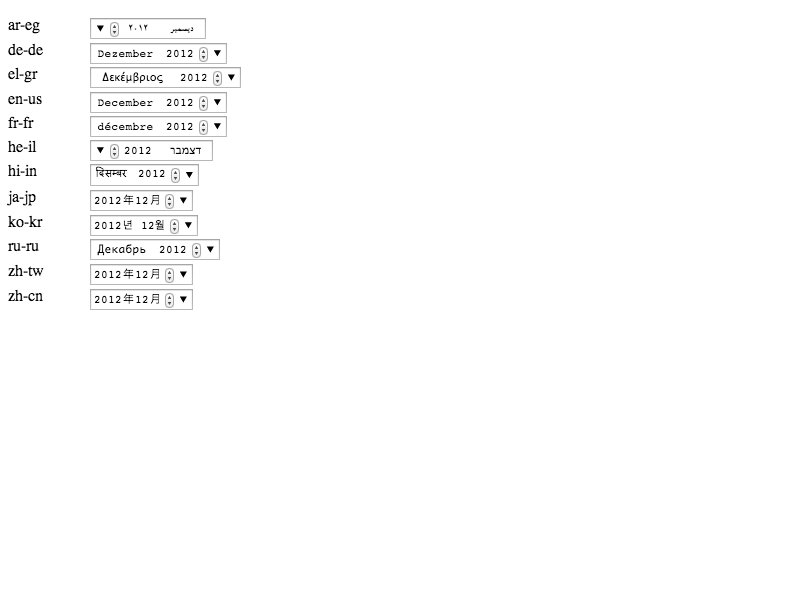 ar-eg ديسمبر ٢٠١٢
de-de Dezember 2012
el-gr Δεκέμβριος 2012
en-us December 2012
fr-fr décembre 2012
he-il דצמבר 2012
hi-in दिसम्बर 2012
ja-jp 2012年12月
ko-kr 2012년 12월
ru-ru Декабрь 2012
zh-tw 2012年12月
zh-cn 2012年12月